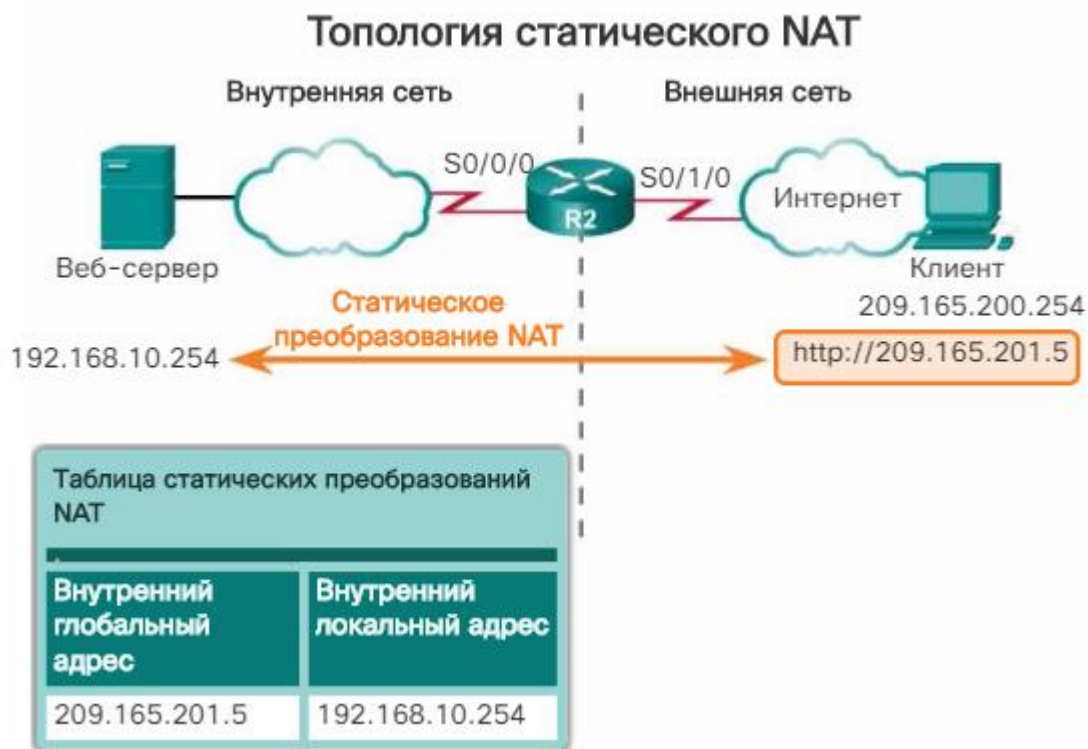 Топология статического NAT
Внутренняя сеть
Внешняя сеть
S0/0/0
S0/1/0
R2
Интернет
Веб-сервер
Клиент
209.165.200.254
Статическое
преобразование NAT
192.168.10.254
http://209.165.201.5
Таблица статических преобразований
NAT
Внутренний
глобальный
адрес
Внутренний
локальный адрес
209.165.201.5
192.168.10.254